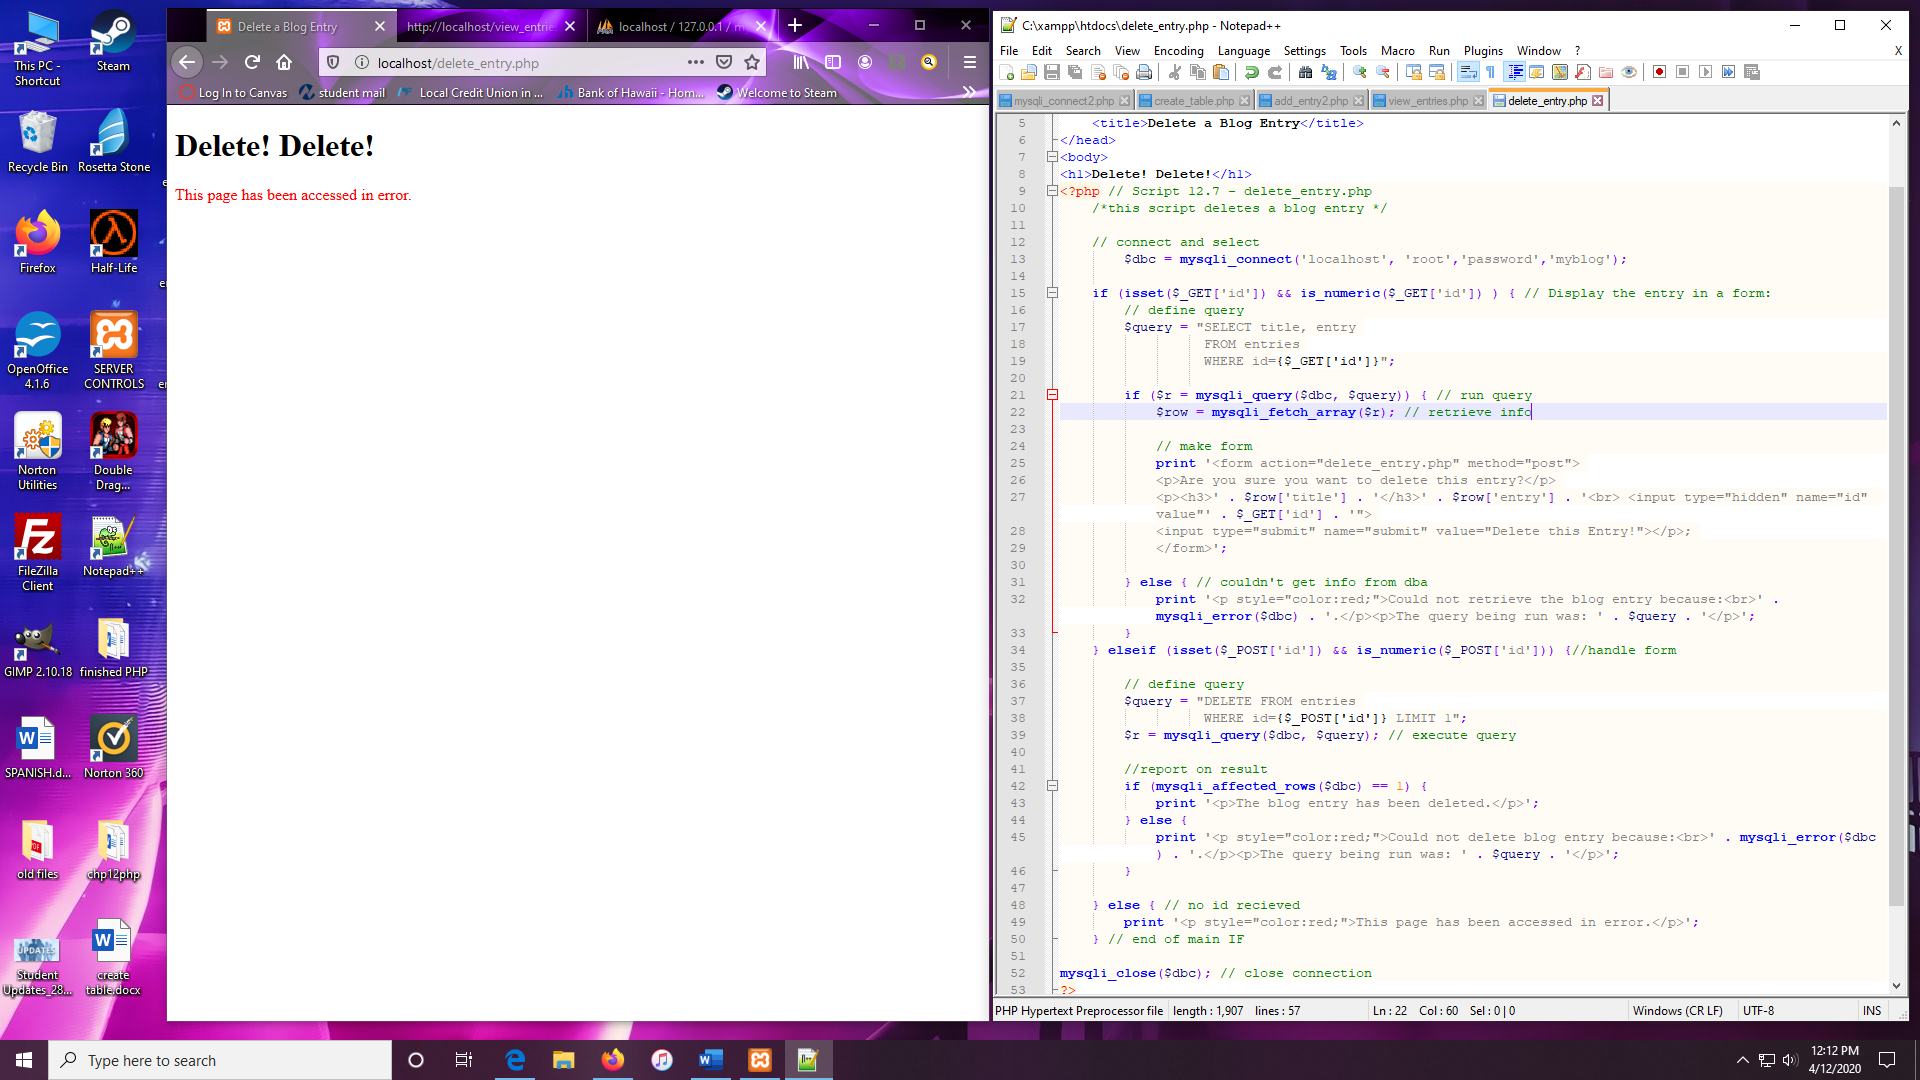 This PC - Shortcut
Steam
Recycle Bin
Rosetta Stone
Firefox
Half-Life
OpenOffice 4.1.6
SERVER CONTROLS
Norton Utilities
Double Drag...
FileZilla Client
Notepad++
GIMP 2.10.18
finished PHP
SPANISH.d...
Norton 360
old files
chp12php
Student Updates_28...
create table.docx
Delete a Blog Entry
http://localhost/view_entrie
localhost / 127.0.0.1 / m
localhost/delete_entry.php
Log In to Canvas
student mail
Local Credit Union in ...
Bank of Hawaii - Hom...
Welcome to Steam
Delete! Delete!
This page has been accessed in error.
C:\xampp\htdocs\delete_entry.php - Notepad++
File Edit Search View Encoding Language Settings Tools Macro Run Plugins Window ? X
mysqli_connect2.php create_table.php add_entry2.php view_entries.php delete_entry.php
5 <title>Delete a Blog Entry</title>
6 </head>
7 <body>
8 <h1>Delete! Delete!</h1>
9 <?php // Script 12.7 - delete_entry.php
10 /*this script deletes a blog entry */
11
12 // connect and select
13 $dbc = mysqli_connect('localhost', 'root','password','myblog');
14
15 if (isset($_GET['id']) && is_numeric($_GET['id']) ) { // Display the entry in a form:
16 // define query
17 $query = "SELECT title, entry
18 FROM entries
19 WHERE id={$_GET['id']}";
20
21 if ($r = mysqli_query($dbc, $query)) { // run query
22 $row = mysqli_fetch_array($r); // retrieve info
23
24 // make form
25 print '<form action="delete_entry.php" method="post">
26 <p>Are you sure you want to delete this entry?</p>
27 <p><h3>' . $row['title'] . '</h3>' . $row['entry'] . '<br> <input type="hidden" name="id"
value"' . $_GET['id'] . '">
28 <input type="submit" name="submit" value="Delete this Entry!"></p>;
29 </form>';
30
31 } else { // couldn't get info from dba
32 print '<p style="color:red;">Could not retrieve the blog entry because:<br>' .
mysqli_error($dbc) . '.</p><p>The query being run was: ' . $query . '</p>';
33 }
34 } elseif (isset($_POST['id']) && is_numeric($_POST['id'])) {//handle form
35
36 // define query
37 $query = "DELETE FROM entries
38 WHERE id={$_POST['id']} LIMIT 1";
39 $r = mysqli_query($dbc, $query); // execute query
40
41 //report on result
42 if (mysqli_affected_rows($dbc) == 1) {
43 print '<p>The blog entry has been deleted.</p>';
44 } else {
45 print '<p style="color:red;">Could not delete blog entry because:<br>' . mysqli_error($dbc
) . '.</p><p>The query being run was: ' . $query . '</p>';
46 }
47
48 } else { // no id recieved
49 print '<p style="color:red;">This page has been accessed in error.</p>';
50 } // end of main IF
51
52 mysqli_close($dbc); // close connection
53 ?>
PHP Hypertext Preprocessor file length : 1,907 lines : 57 Ln : 22 Col : 60 Sel : 0 | 0 Windows (CR LF) UTF-8 INS
Type here to search
12:12 PM
4/12/2020